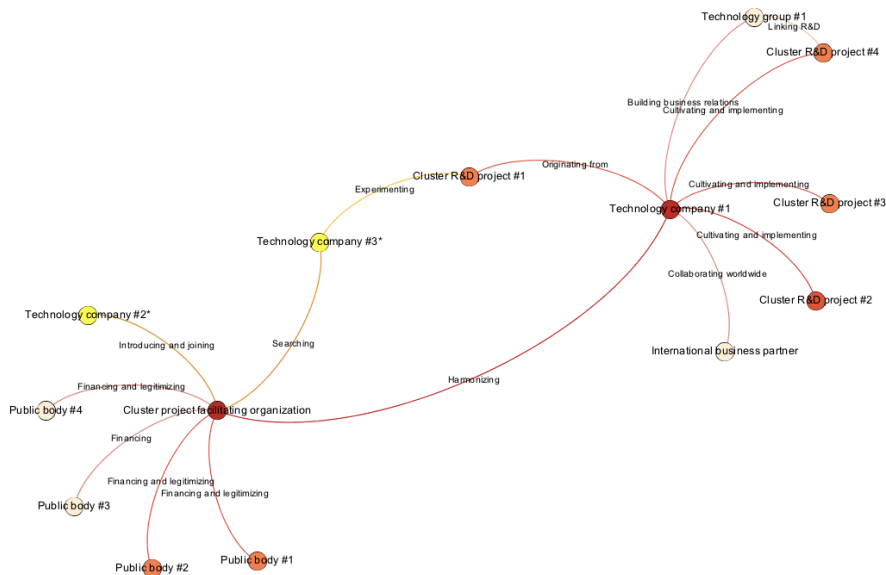 Technology group #1
Linking R&D
Cluster R&D project #4
Building business relations
Cultivating and implementing
Originating from
Cluster R&D project #1
Experimenting
Cultivating and implementing
Cluster R&D project #3
Technology company #1
Cultivating and implementing
Technology company #3*
Collaborating worldwide
Cluster R&D project #2
Technology company #2*
Introducing and joining
Searching
International business partner
Harmonizing
Financing and legitimizing
Public body #4
Cluster project facilitating organization
Financing
Financing and legitimizing
Financing and legitimizing
Public body #3
Public body #1
Public body #2